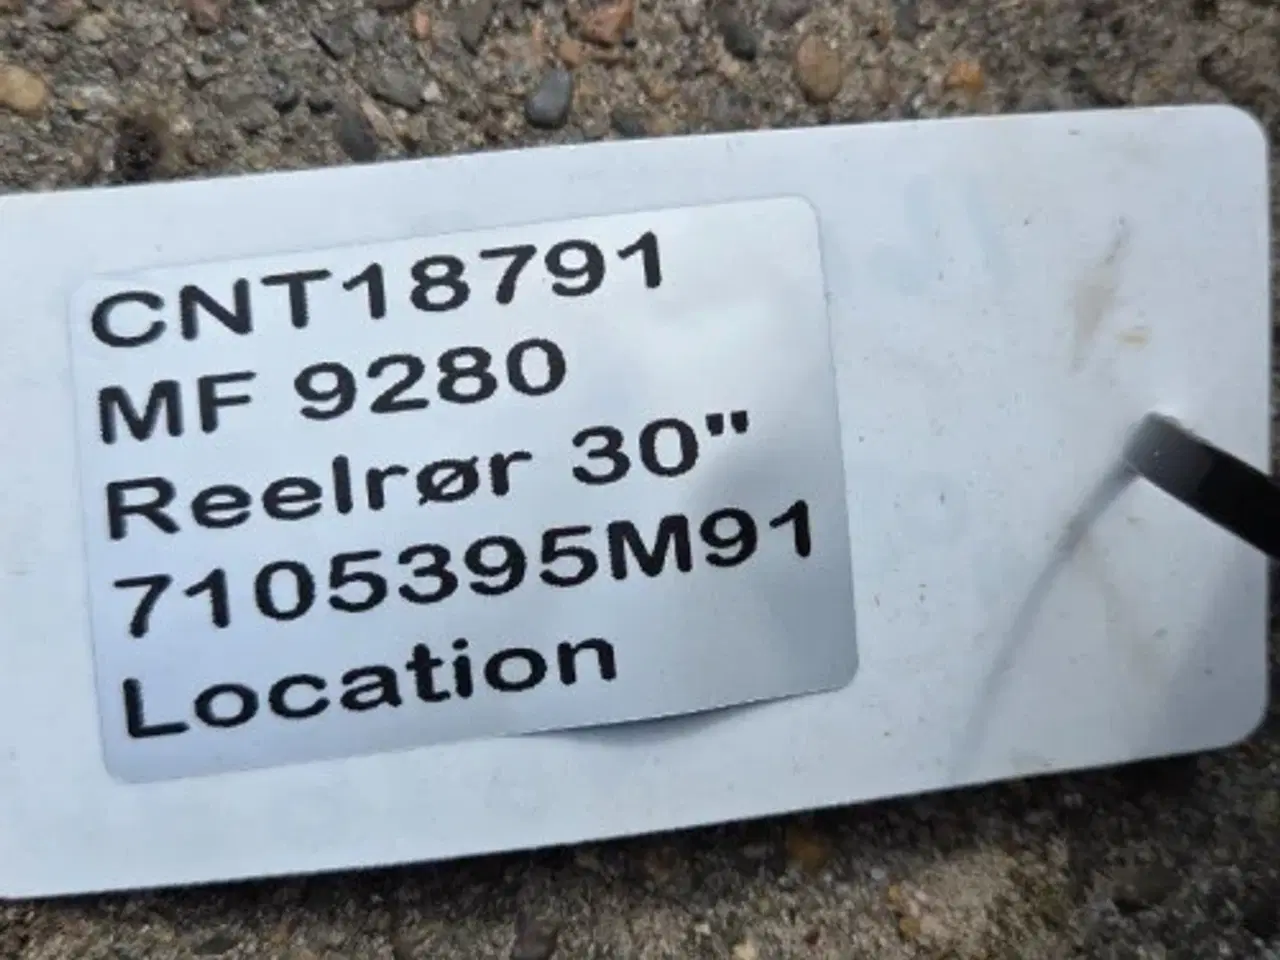 CNT18791
MF 9280
Reelrør 30"
7105395M91
Location